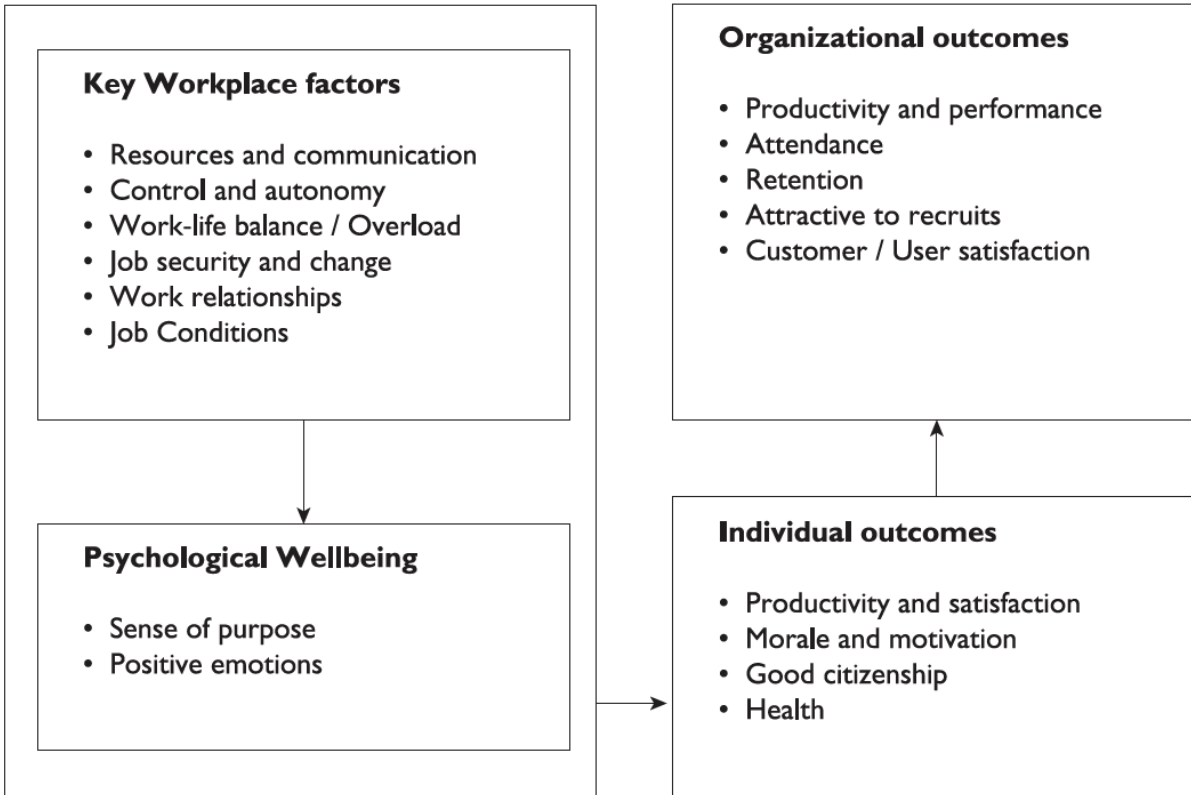 Key Workplace factors
• Resources and communication
• Control and autonomy
• Work-life balance / Overload
• Job security and change
• Work relationships
• Job Conditions
Psychological Wellbeing
• Sense of purpose
• Positive emotions
Individual outcomes
• Productivity and satisfaction
• Morale and motivation
• Good citizenship
• Health
Organizational outcomes
• Productivity and performance
• Attendance
• Retention
• Attractive to recruits
• Customer / User satisfaction